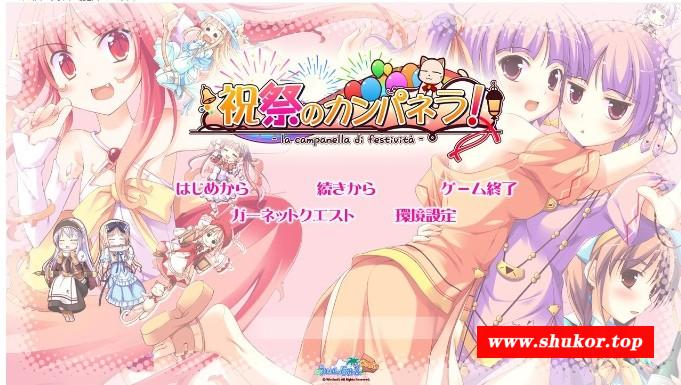 祝祭のカンパネラ!
- la campanella di festività -
はじめから 続きから ゲーム終了
ガーネットクエスト 環境設定
www.shukor.top